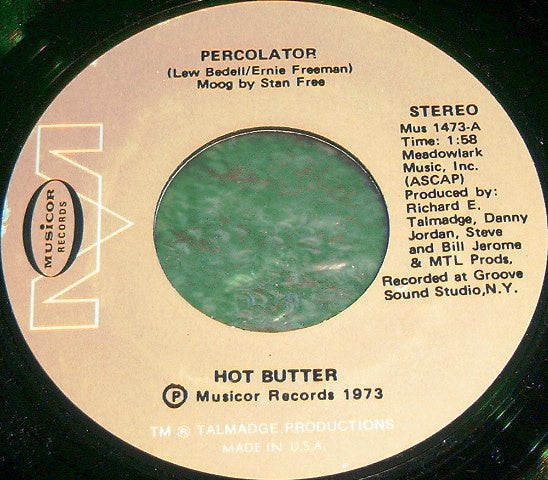 PERCOLATOR
(Lew Bedell/Ernie Freeman)
Moog by Stan Free
STEREO
Mus 1473-A
Time: 1:58
Meadowlark
Music, Inc.
(ASCAP)
Produced by:
Richard E.
Talmadge, Danny
Jordan, Steve
and Bill Jerome
& MTL Prods.
Recorded at Groove
Sound Studio,N.Y.
MUSICOR
RECORDS
HOT BUTTER
Ⓟ Musicor Records 1973
TM ® TALMADGE PRODUCTIONS
MADE IN U.S.A.